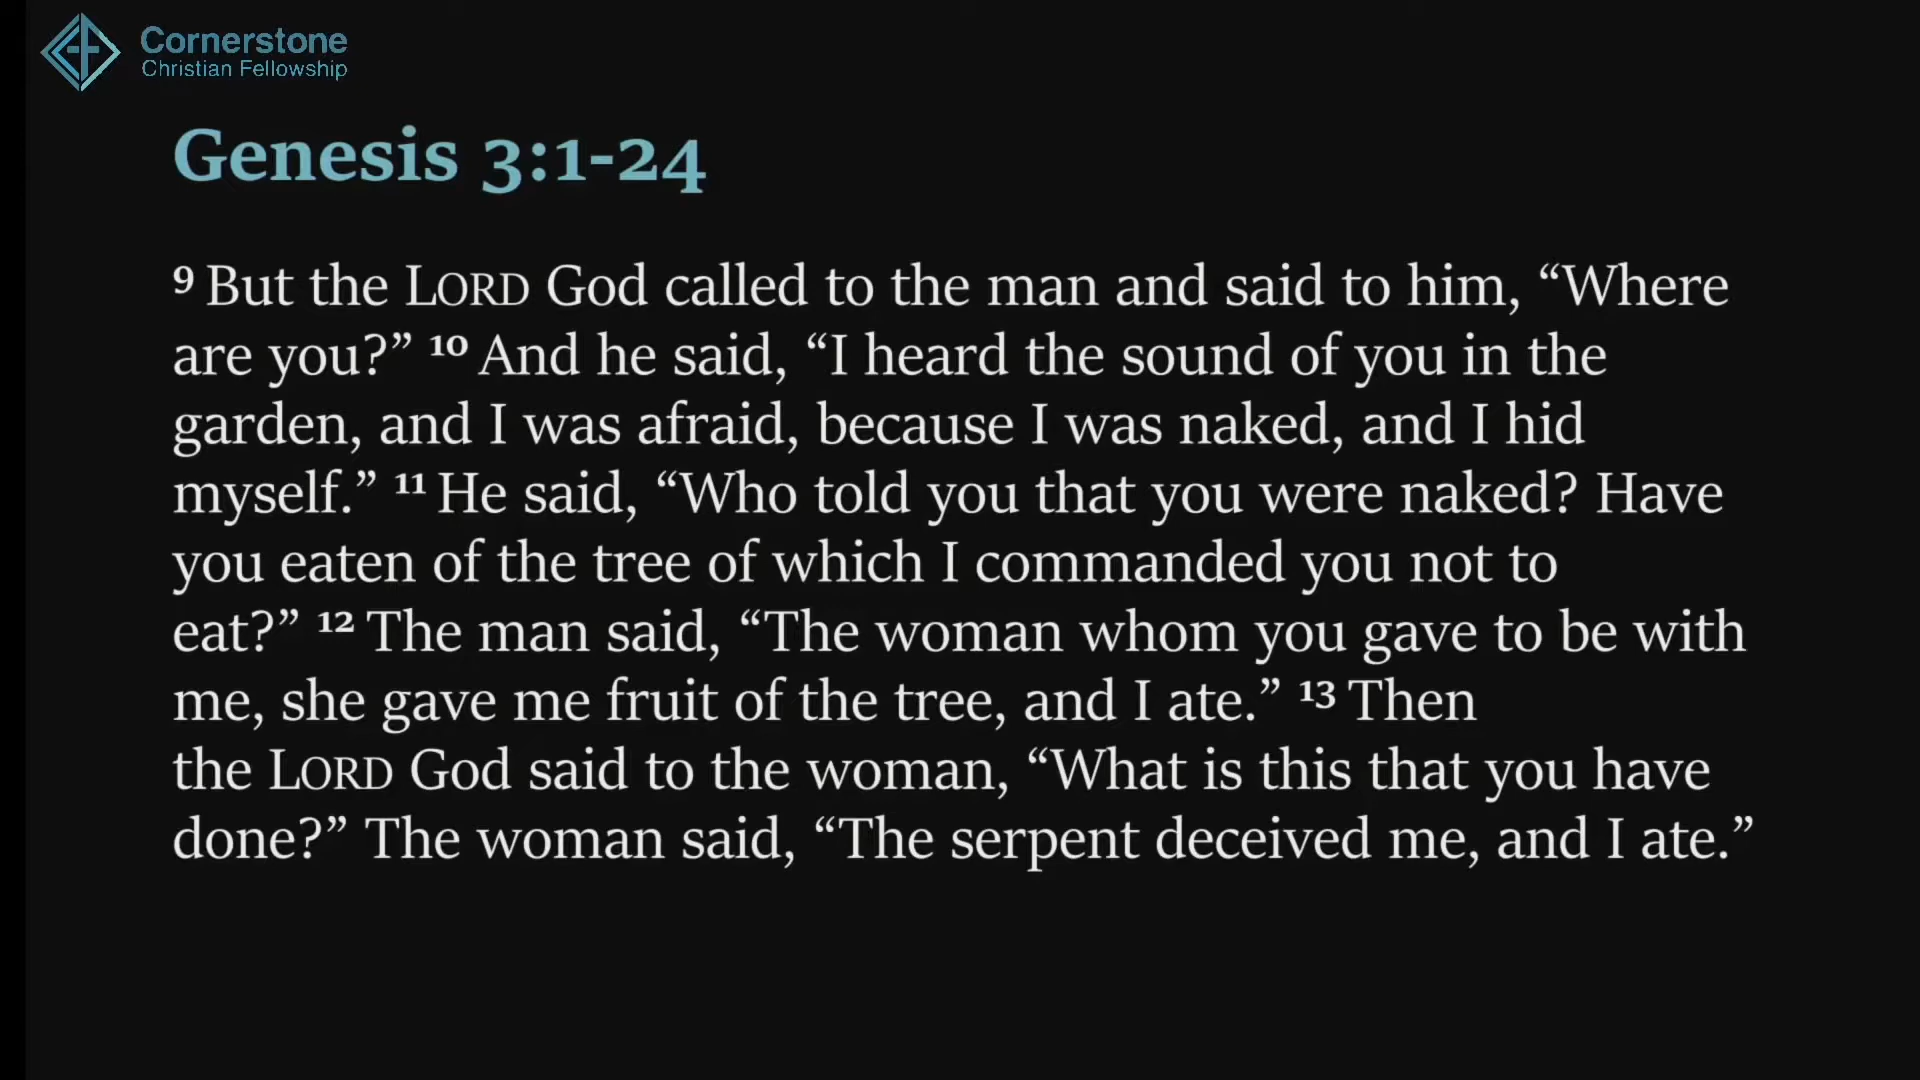 Cornerstone
Christian Fellowship
Genesis 3:1-24
9 But the LORD God called to the man and said to him, “Where
are you?” 10 And he said, “I heard the sound of you in the
garden, and I was afraid, because I was naked, and I hid
myself.” 11 He said, “Who told you that you were naked? Have
you eaten of the tree of which I commanded you not to
eat?” 12 The man said, “The woman whom you gave to be with
me, she gave me fruit of the tree, and I ate.” 13 Then
the LORD God said to the woman, “What is this that you have
done?” The woman said, “The serpent deceived me, and I ate.”